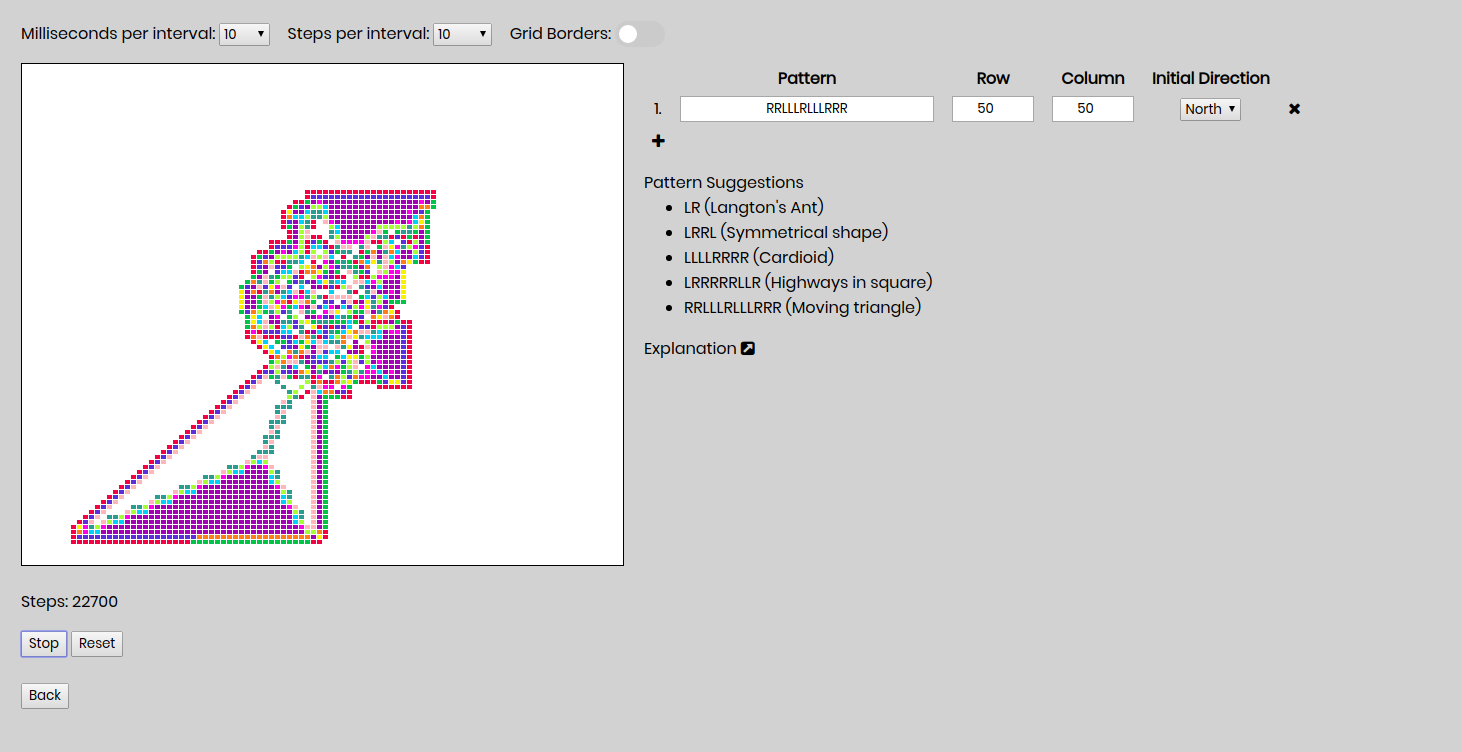 Milliseconds per interval: 10 Steps per interval: 10 Grid Borders:
Pattern Row Column Initial Direction
1. RRLLLRLLLRRR 50 50 North
Pattern Suggestions
LR (Langton's Ant)
LRRL (Symmetrical shape)
LLLLRRRR (Cardioid)
LRRRRRLLR (Highways in square)
RRLLLRLLLRRR (Moving triangle)
Explanation
Steps: 22700
Stop Reset
Back